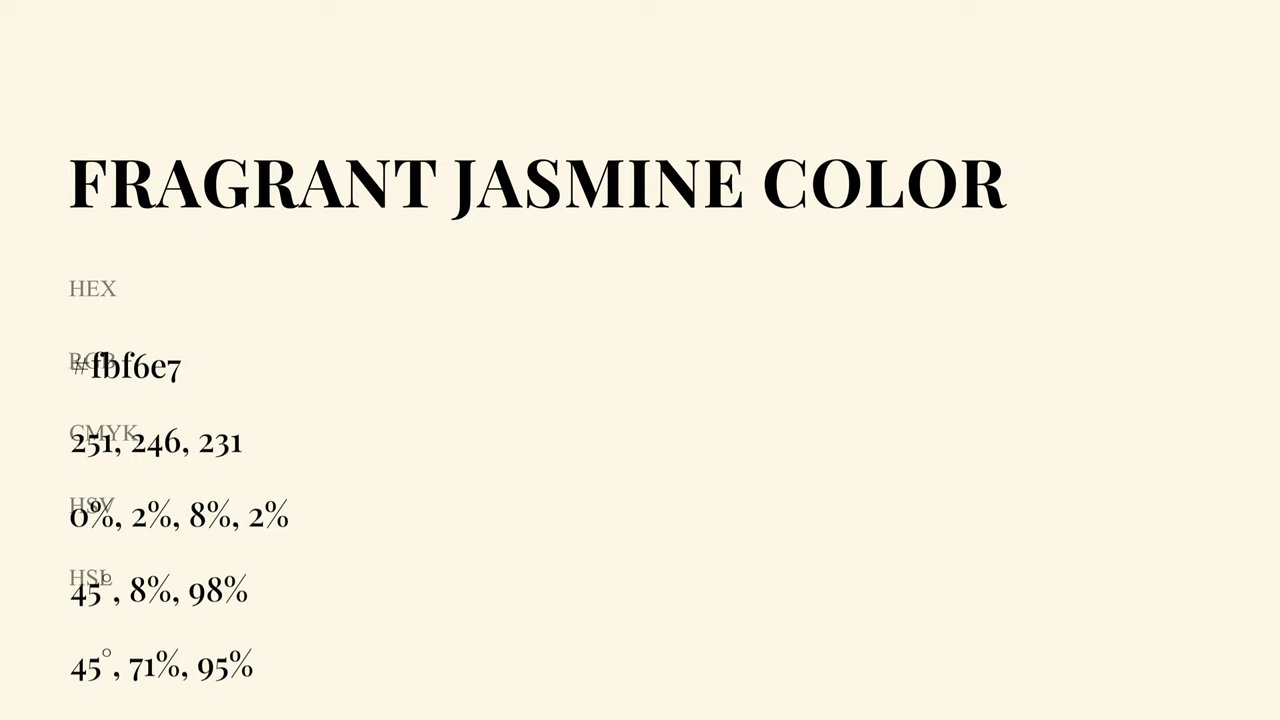 FRAGRANT JASMINE COLOR
HEX
RGB
#fbf6e7
CMYK
251, 246, 231
HSV
0%, 2%, 8%, 2%
HSL
45°, 8%, 98%
45°, 71%, 95%